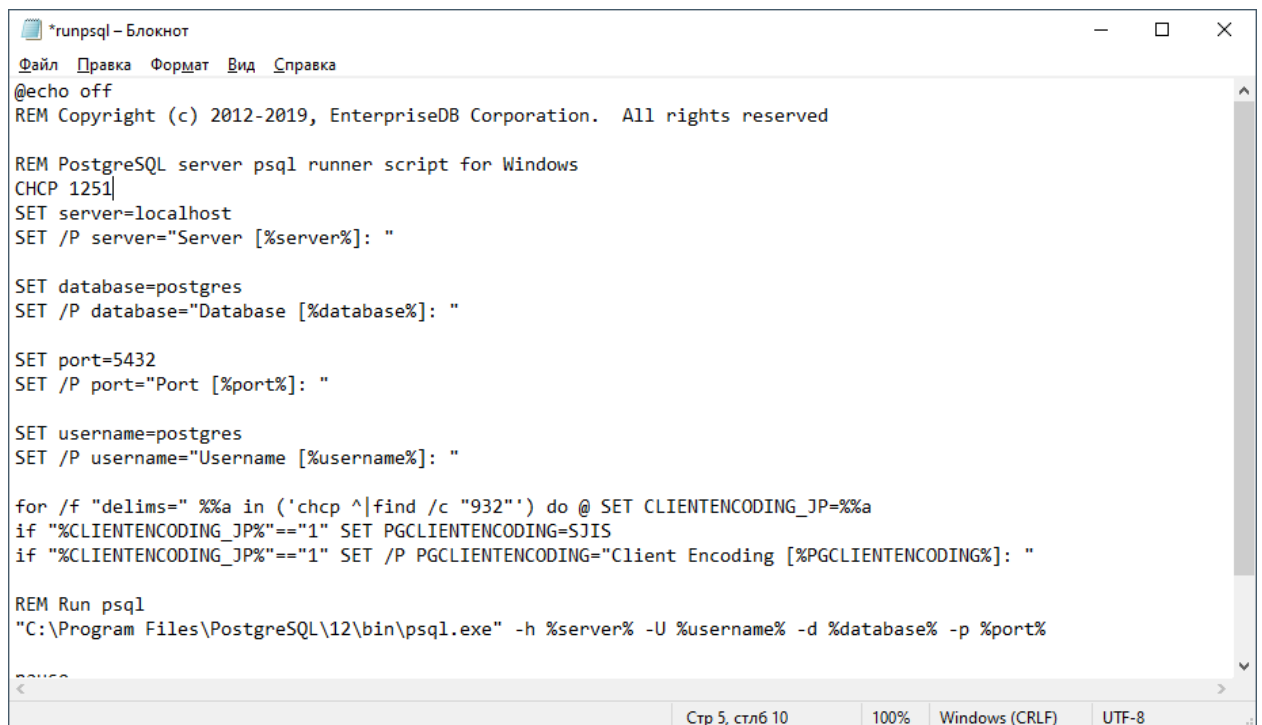 *runpsql – Блокнот
Файл Правка Формат Вид Справка
@echo off
REM Copyright (c) 2012-2019, EnterpriseDB Corporation.  All rights reserved
REM PostgreSQL server psql runner script for Windows
CHCP 1251
SET server=localhost
SET /P server="Server [%server%]: "
SET database=postgres
SET /P database="Database [%database%]: "
SET port=5432
SET /P port="Port [%port%]: "
SET username=postgres
SET /P username="Username [%username%]: "
for /f "delims=" %%a in ('chcp ^|find /c "932"') do @ SET CLIENTENCODING_JP=%%a
if "%CLIENTENCODING_JP%"=="1" SET PGCLIENTENCODING=SJIS
if "%CLIENTENCODING_JP%"=="1" SET /P PGCLIENTENCODING="Client Encoding [%PGCLIENTENCODING%]: "
REM Run psql
"C:\Program Files\PostgreSQL\12\bin\psql.exe" -h %server% -U %username% -d %database% -p %port%
pause
Стр 5, стлб 10 100% Windows (CRLF) UTF-8